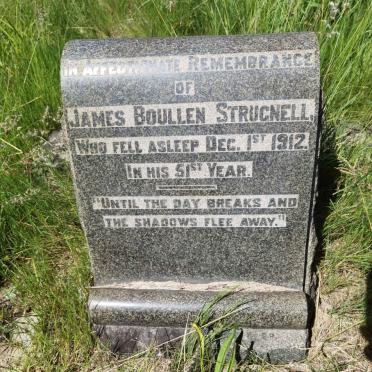 In Affectionate Remembrance
of
James Boullen Strugnell,
Who fell asleep Dec. 1st 1912,
In his 51st Year.
"Until the day breaks and
the shadows flee away."